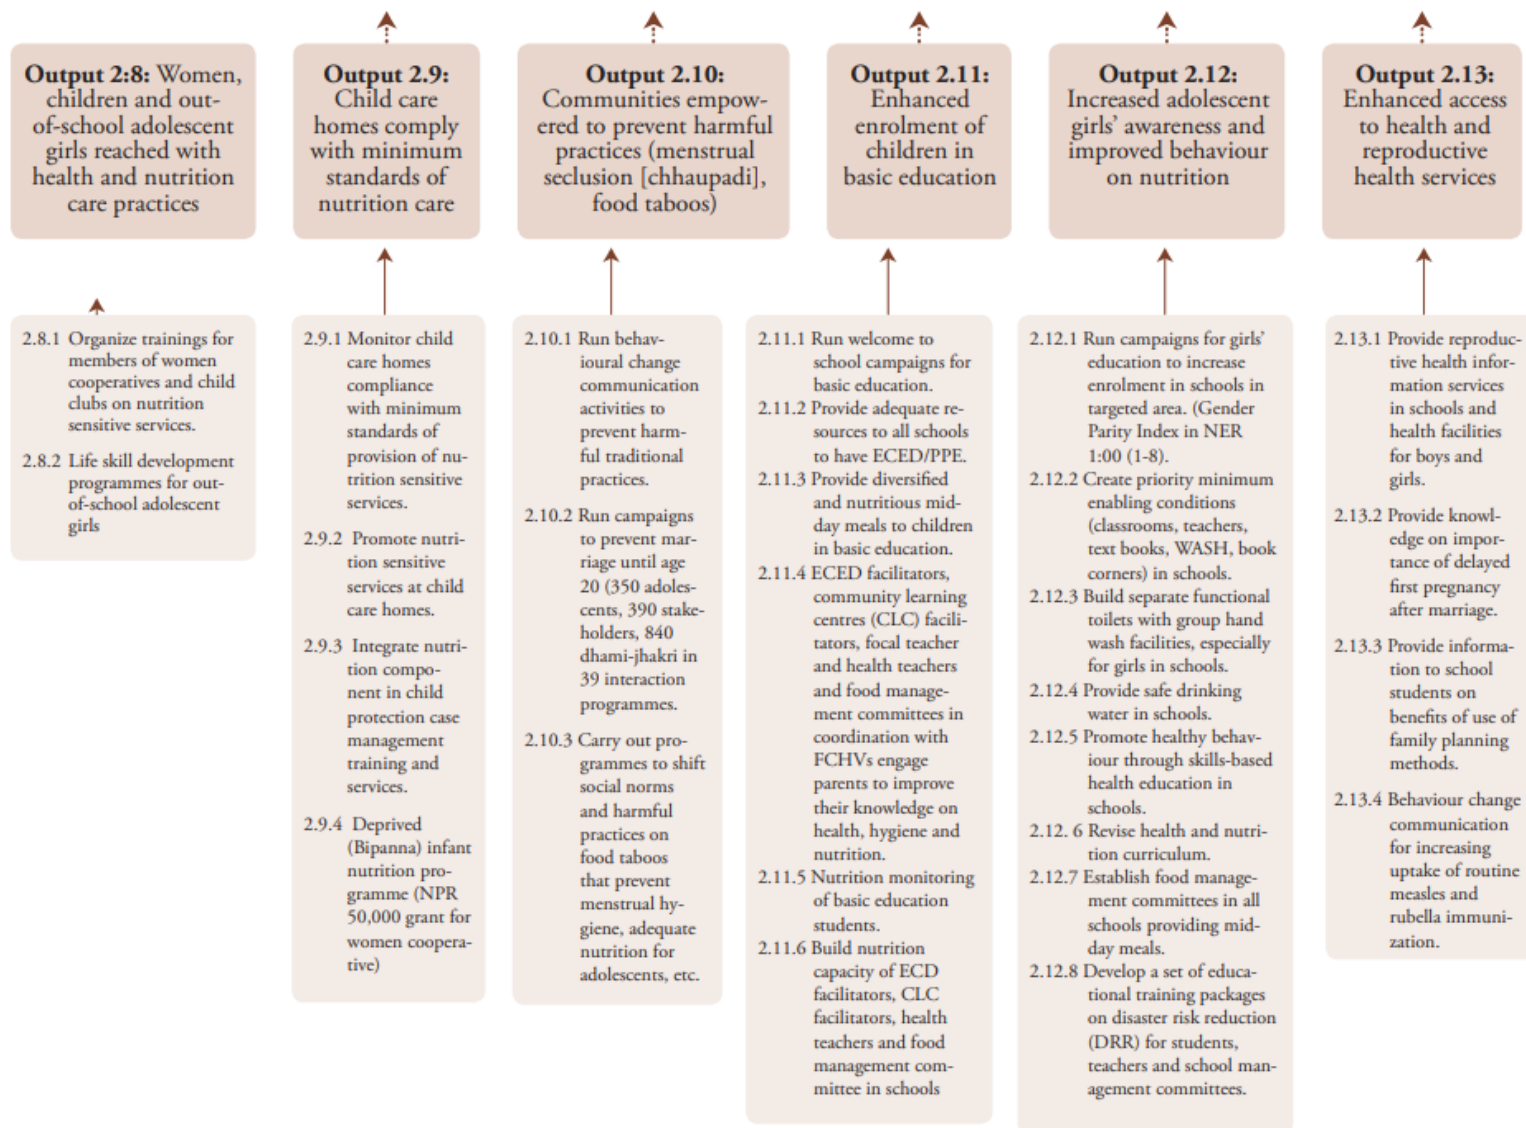 Output 2:8: Women,
children and out-
of-school adolescent
girls reached with
health and nutrition
care practices
Output 2.9:
Child care
homes comply
with minimum
standards of
nutrition care
Output 2.10:
Communities empow-
ered to prevent harmful
practices (menstrual
seclusion [chhaupadi],
food taboos)
Output 2.11:
Enhanced
enrolment of
children in
basic education
Output 2.12:
Increased adolescent
girls' awareness and
improved behaviour
on nutrition
Output 2.13:
Enhanced access
to health and
reproductive
health services
2.8.1 Organize trainings for
members of women
cooperatives and child
clubs on nutrition
sensitive services.
2.8.2 Life skill development
programmes for out-
of-school adolescent
girls
2.9.1 Monitor child
care homes
compliance
with minimum
standards of
provision of nu-
trition sensitive
services.
2.9.2 Promote nutri-
tion sensitive
services at child
care homes.
2.9.3 Integrate nutri-
tion compo-
nent in child
protection case
management
training and
services.
2.9.4 Deprived
(Bipanna) infant
nutrition pro-
gramme (NPR
50,000 grant for
women coopera-
tive)
2.10.1 Run behav-
ioural change
communication
activities to
prevent harm-
ful traditional
practices.
2.10.2 Run campaigns
to prevent mar-
riage until age
20 (350 adoles-
cents, 390 stake-
holders, 840
dhami-jhakri in
39 interaction
programmes.
2.10.3 Carry out pro-
grammes to shift
social norms
and harmful
practices on
food taboos
that prevent
menstrual hy-
giene, adequate
nutrition for
adolescents, etc.
2.11.1 Run welcome to
school campaigns for
basic education.
2.11.2 Provide adequate re-
sources to all schools
to have ECED/PPE.
2.11.3 Provide diversified
and nutritious mid-
day meals to children
in basic education.
2.11.4 ECED facilitators,
community learning
centres (CLC) facili-
tators, focal teacher
and health teachers
and food manage-
ment committees in
coordination with
FCHVs engage
parents to improve
their knowledge on
health, hygiene and
nutrition.
2.11.5 Nutrition monitoring
of basic education
students.
2.11.6 Build nutrition
capacity of ECD
facilitators, CLC
facilitators, health
teachers and food
management com-
mittee in schools
2.12.1 Run campaigns for girls'
education to increase
enrolment in schools in
targeted area. (Gender
Parity Index in NER
1:00 (1-8).
2.12.2 Create priority minimum
enabling conditions
(classrooms, teachers,
text books, WASH, book
corners) in schools.
2.12.3 Build separate functional
toilets with group hand
wash facilities, especially
for girls in schools.
2.12.4 Provide safe drinking
water in schools.
2.12.5 Promote healthy behav-
iour through skills-based
health education in
schools.
2.12. 6 Revise health and nutri-
tion curriculum.
2.12.7 Establish food manage-
ment committees in all
schools providing mid-
day meals.
2.12.8 Develop a set of educa-
tional training packages
on disaster risk reduction
(DRR) for students,
teachers and school man-
agement committees.
2.13.1 Provide reproduc-
tive health infor-
mation services
in schools and
health facilities
for boys and
girls.
2.13.2 Provide knowl-
edge on impor-
tance of delayed
first pregnancy
after marriage.
2.13.3 Provide informa-
tion to school
students on
benefits of use of
family planning
methods.
2.13.4 Behaviour change
communication
for increasing
uptake of routine
measles and
rubella immuni-
zation.